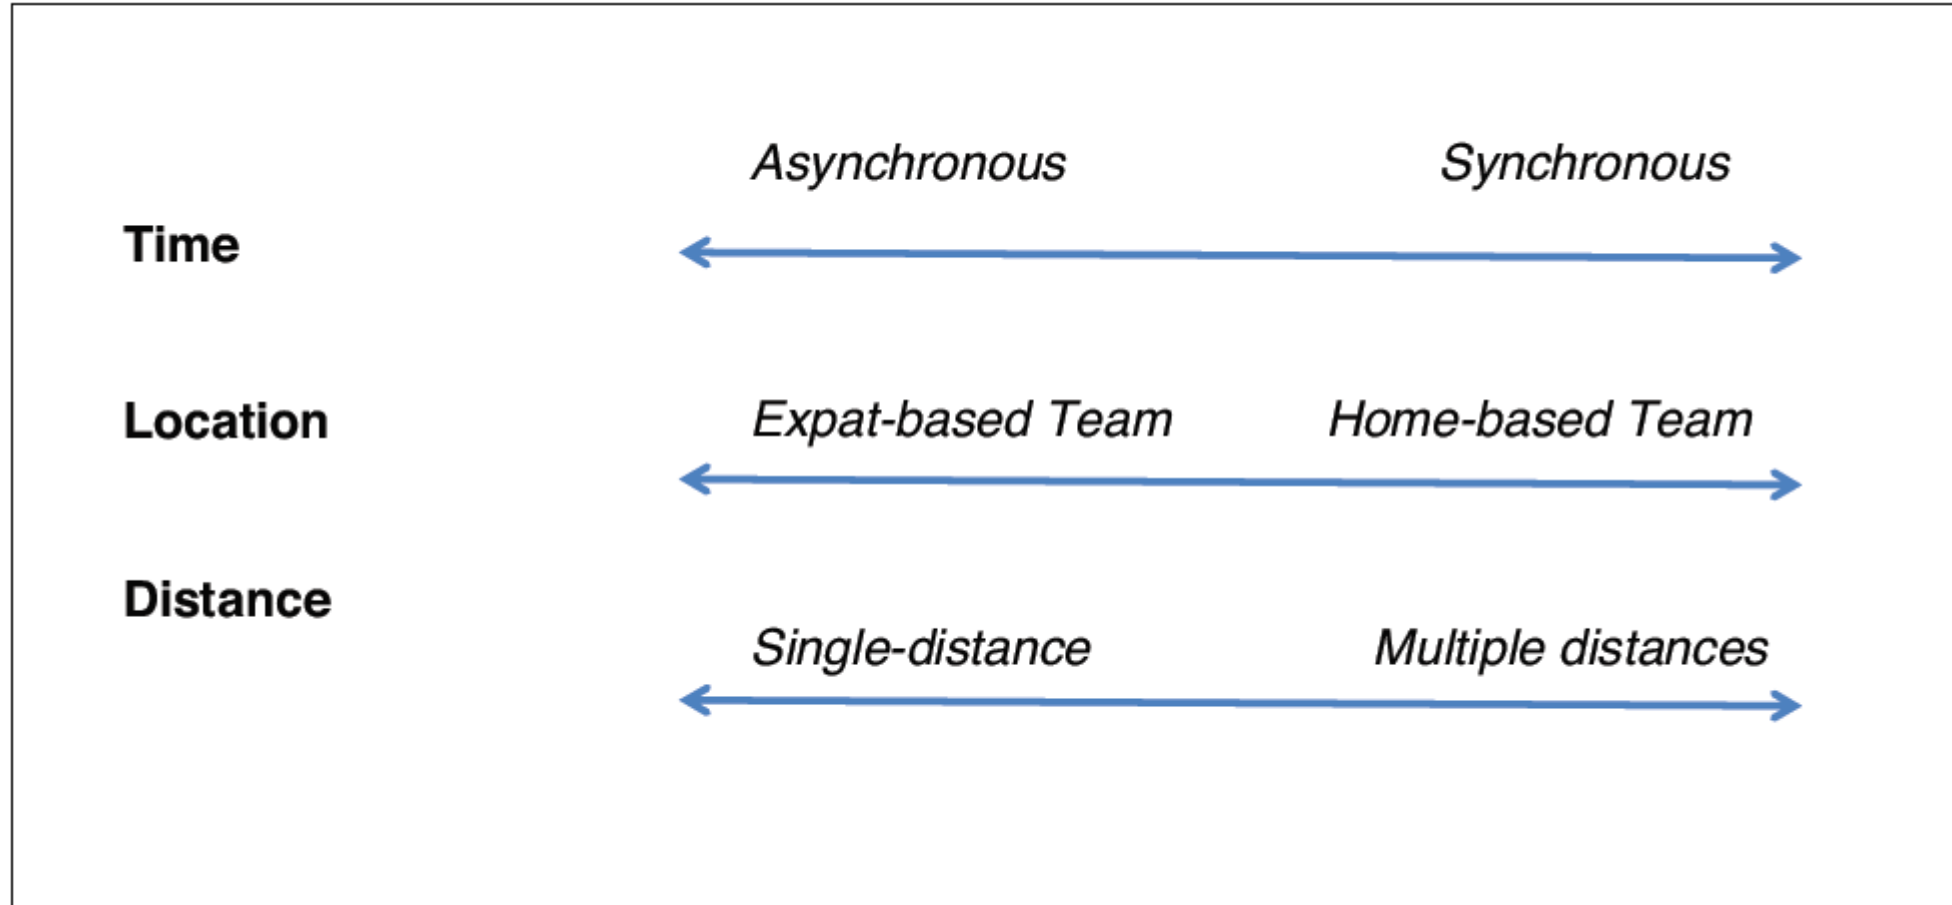 Asynchronous Synchronous
Time
Location Expat-based Team Home-based Team
Distance
Single-distance Multiple distances